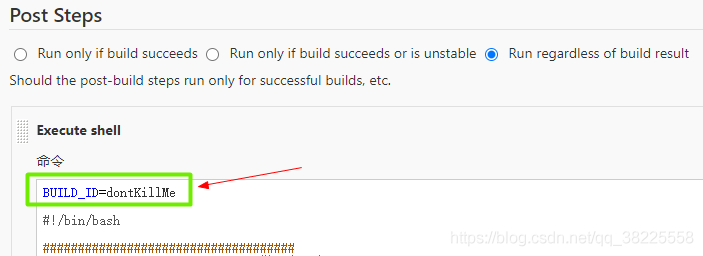 Post Steps
Run only if build succeeds Run only if build succeeds or is unstable Run regardless of build result
Should the post-build steps run only for successful builds, etc.
Execute shell
命令
BUILD_ID=dontKillMe
#!/bin/bash
####################################
https://blog.csdn.net/qq_38225558